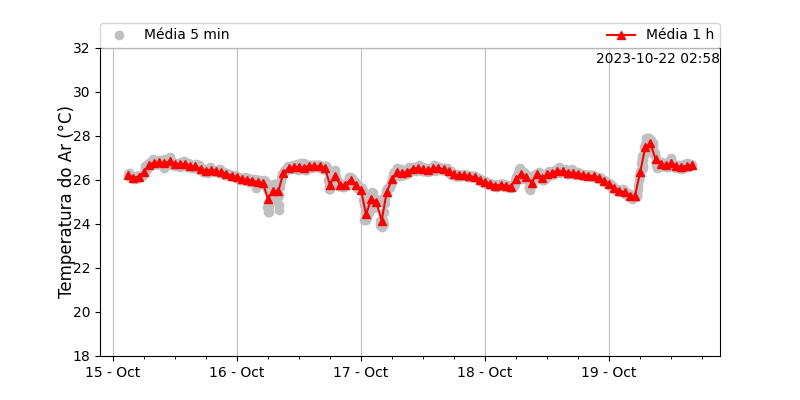 Média 5 min
Média 1 h
2023-10-22 02:58
Temperatura do Ar (°C)
32
30
28
26
24
22
20
18
15 - Oct
16 - Oct
17 - Oct
18 - Oct
19 - Oct